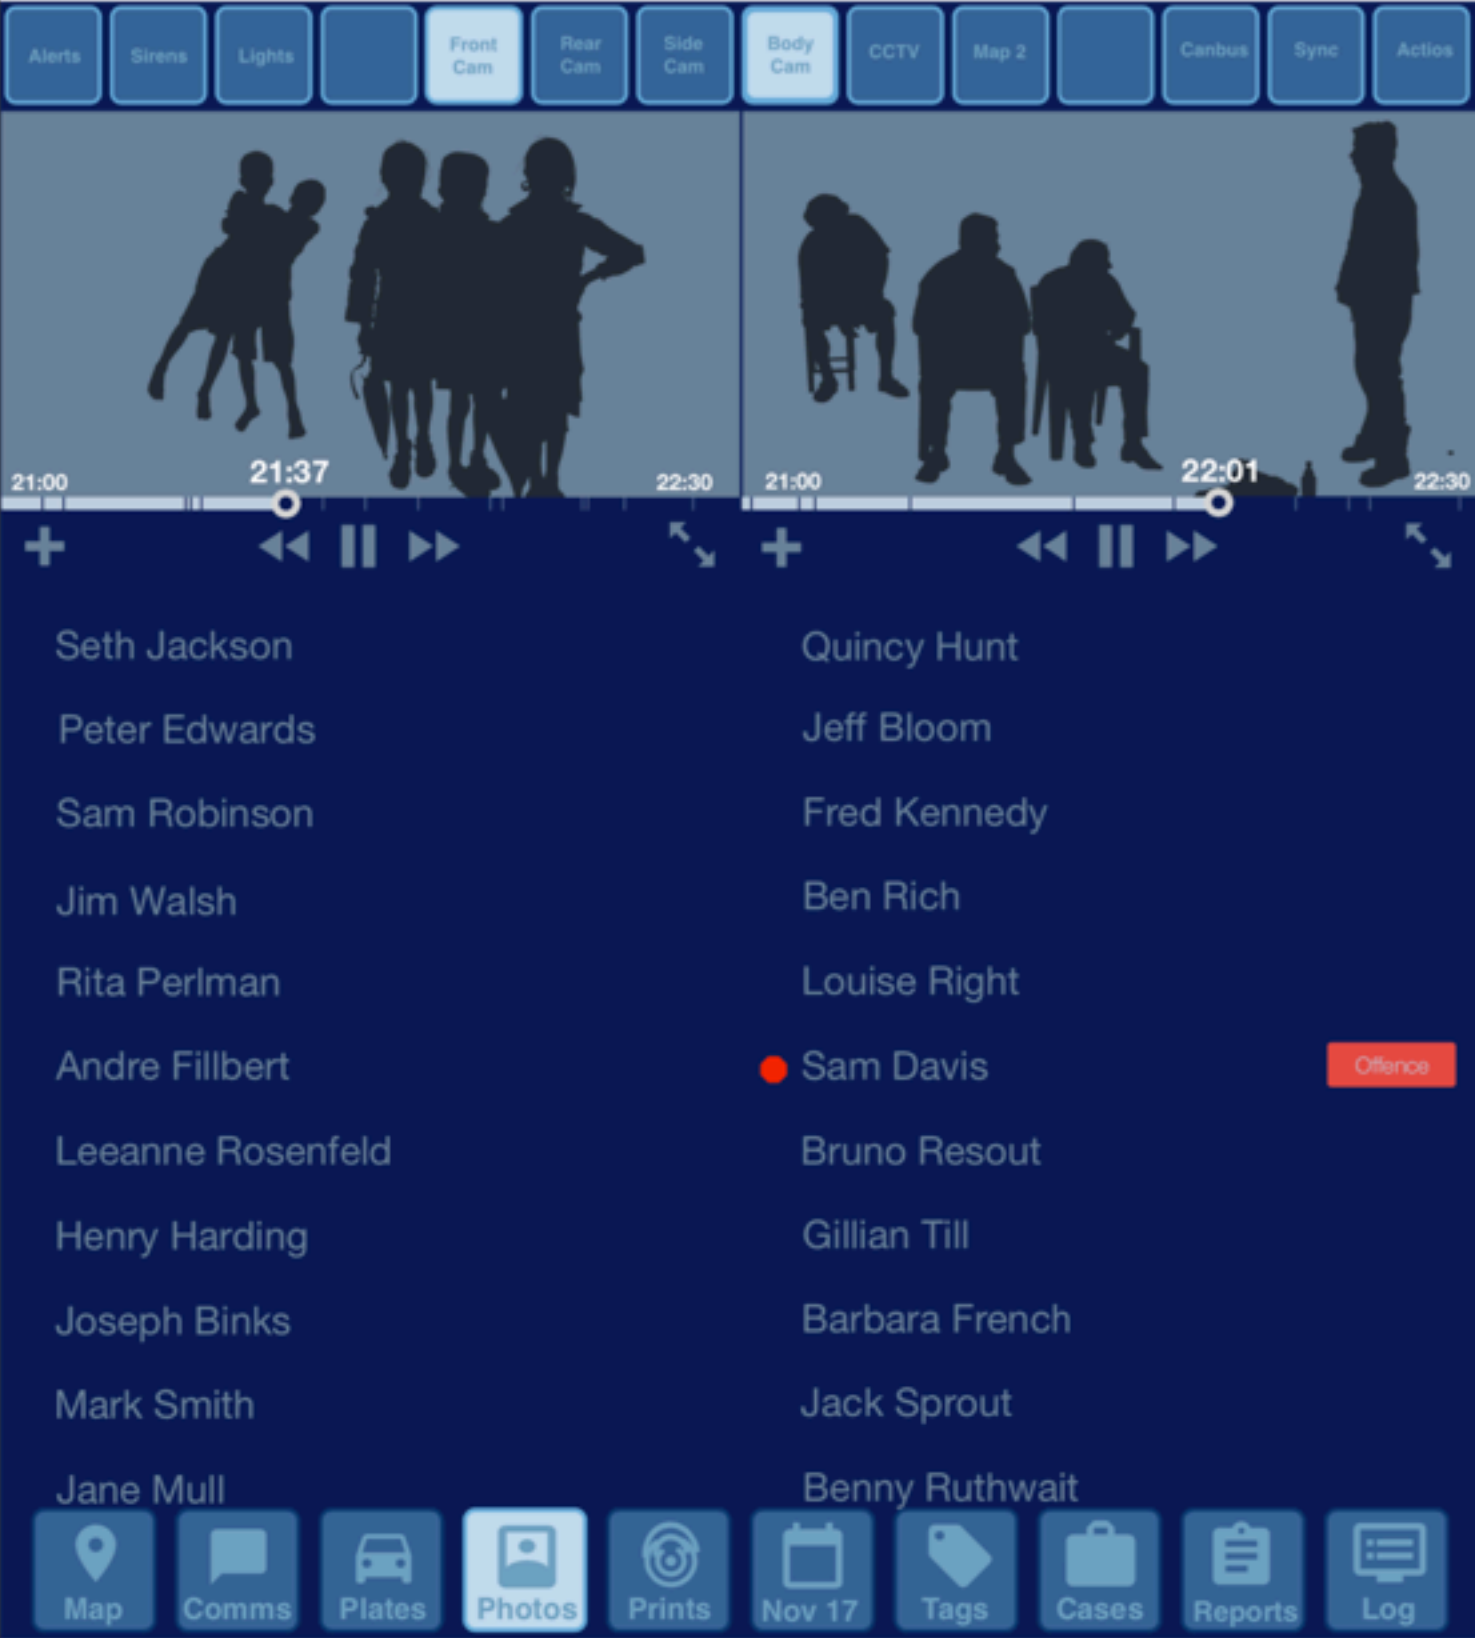 Alerts
Sirens
Lights
Front
Cam
Rear
Cam
Side
Cam
Body
Cam
CCTV
Map 2
Canbus
Sync
Actios
21:00
21:37
22:30
21:00
22:01
22:30
Seth Jackson
Peter Edwards
Sam Robinson
Jim Walsh
Rita Perlman
Andre Fillbert
Leeanne Rosenfeld
Henry Harding
Joseph Binks
Mark Smith
Jane Mull
Quincy Hunt
Jeff Bloom
Fred Kennedy
Ben Rich
Louise Right
Sam Davis
Offence
Bruno Resout
Gillian Till
Barbara French
Jack Sprout
Benny Ruthwait
Map
Comms
Plates
Photos
Prints
Nov 17
Tags
Cases
Reports
Log